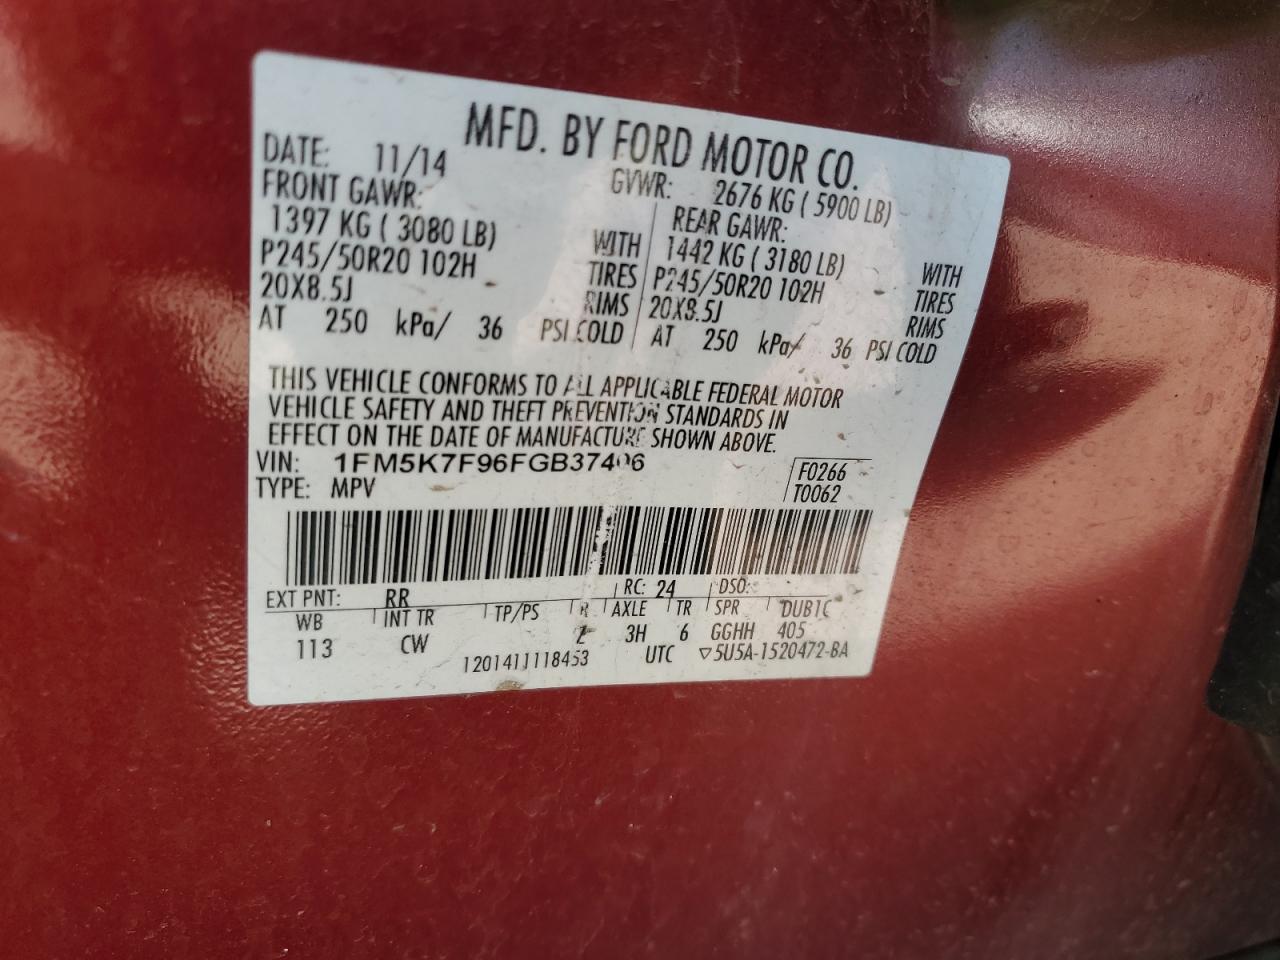 MFD. BY FORD MOTOR CO.
DATE: 11/14 GVWR: 2676 KG ( 5900 LB)
FRONT GAWR: REAR GAWR:
1397 KG ( 3080 LB) WITH 1442 KG ( 3180 LB) WITH
P245/50R20 102H TIRES P245/50R20 102H TIRES
20X8.5J RIMS 20X8.5J RIMS
AT 250 kPa/ 36 PSI COLD AT 250 kPa/ 36 PSI COLD
THIS VEHICLE CONFORMS TO ALL APPLICABLE FEDERAL MOTOR
VEHICLE SAFETY AND THEFT PREVENTION STANDARDS IN
EFFECT ON THE DATE OF MANUFACTURE SHOWN ABOVE.
VIN: 1FM5K7F96FGB37406 F0266
TYPE: MPV T0062
EXT PNT: RR RC: 24 DSO:
WB INT TR TP/PS R AXLE TR SPR DUB1C
113 CW 3H 6 GGHH 405
1201411118453 UTC ▽5U5A-1520472-BA